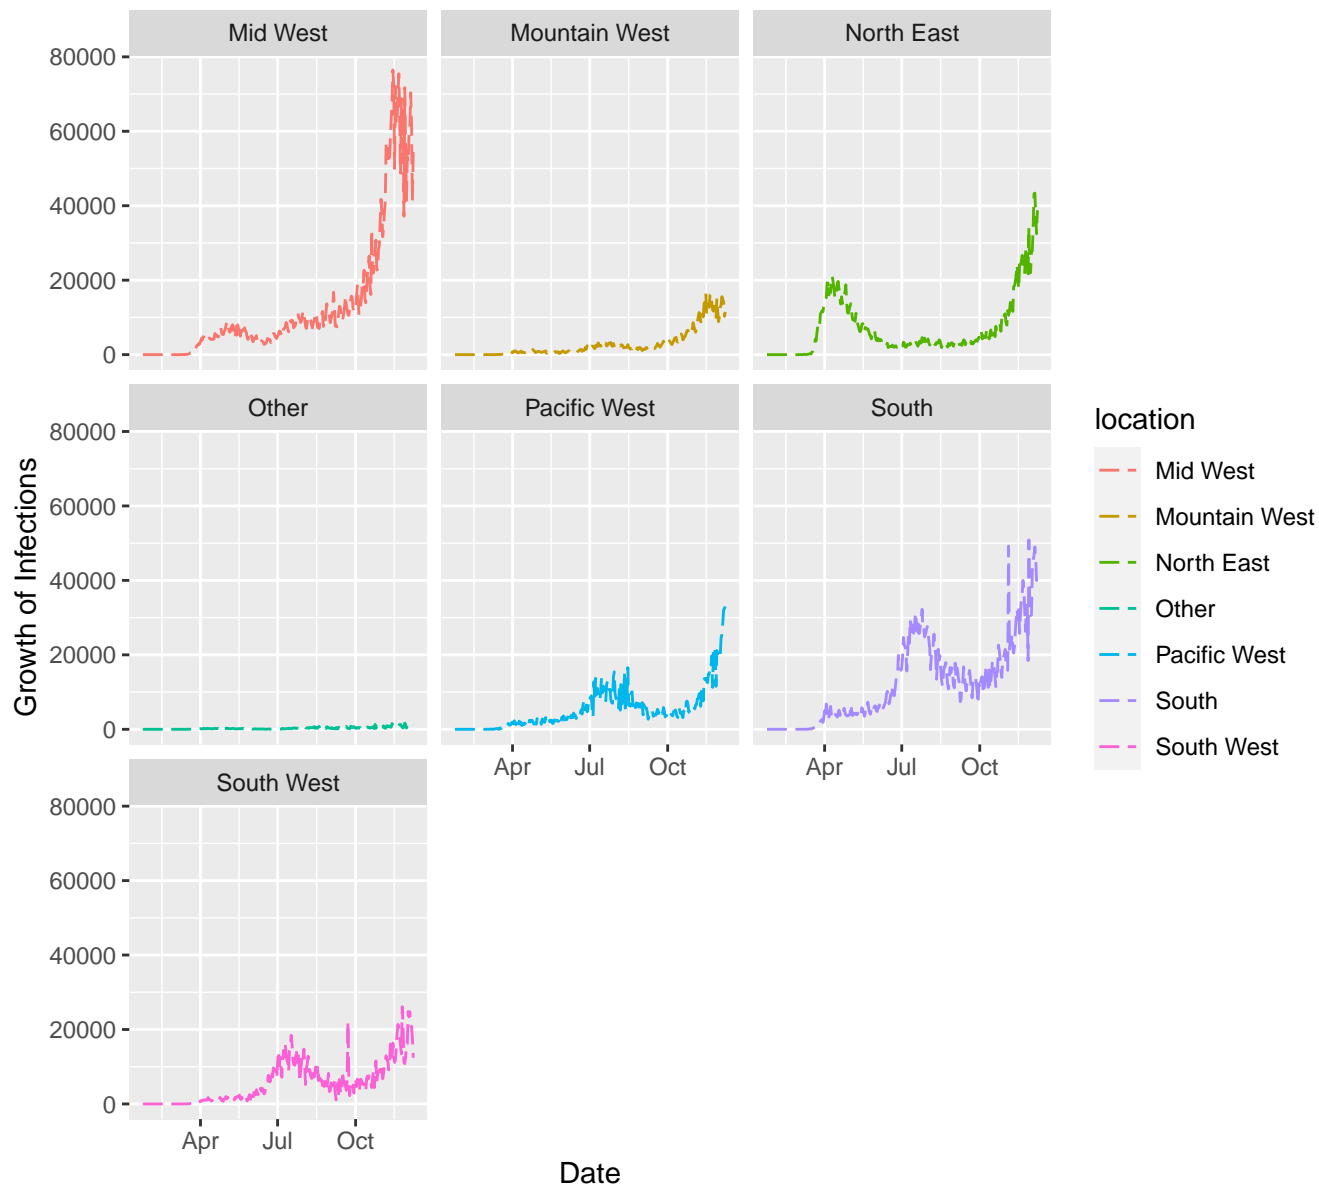 Mid West
Mountain West
North East
80000
60000
40000
20000
0
Other
Pacific West
South
80000
60000
40000
20000
0
Apr Jul Oct
Apr Jul Oct
South West
80000
60000
40000
20000
0
Apr Jul Oct
Date
Growth of Infections
location
Mid West
Mountain West
North East
Other
Pacific West
South
South West